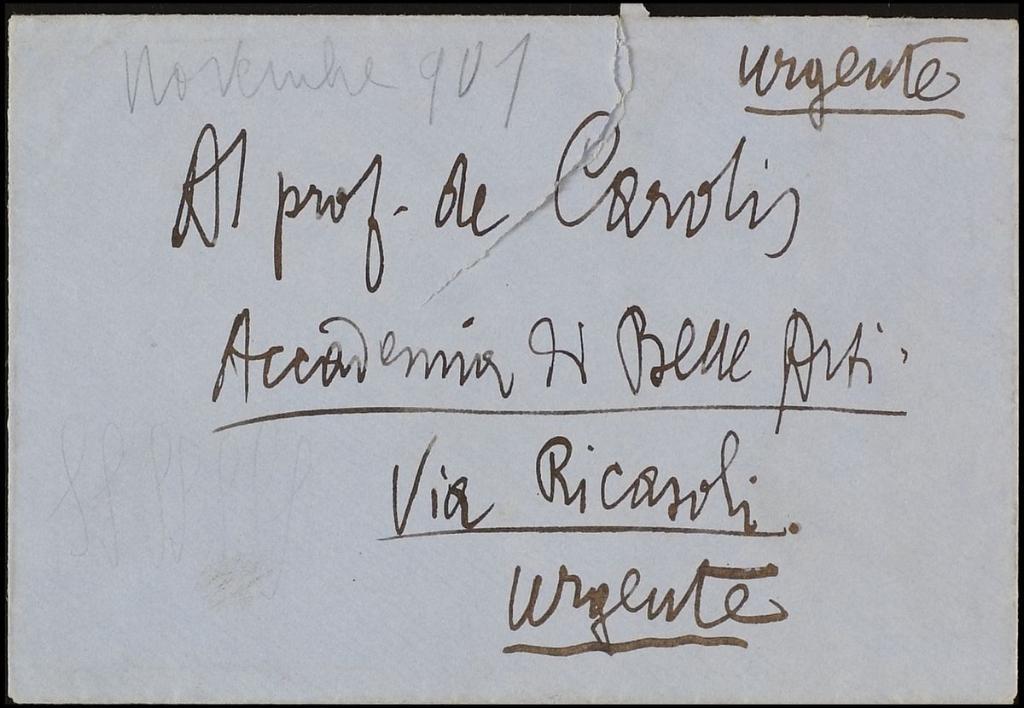 Novembre 901
urgente
Al prof. de Carolis
Accademia di Belle Arti.
Via Ricasoli.
urgente